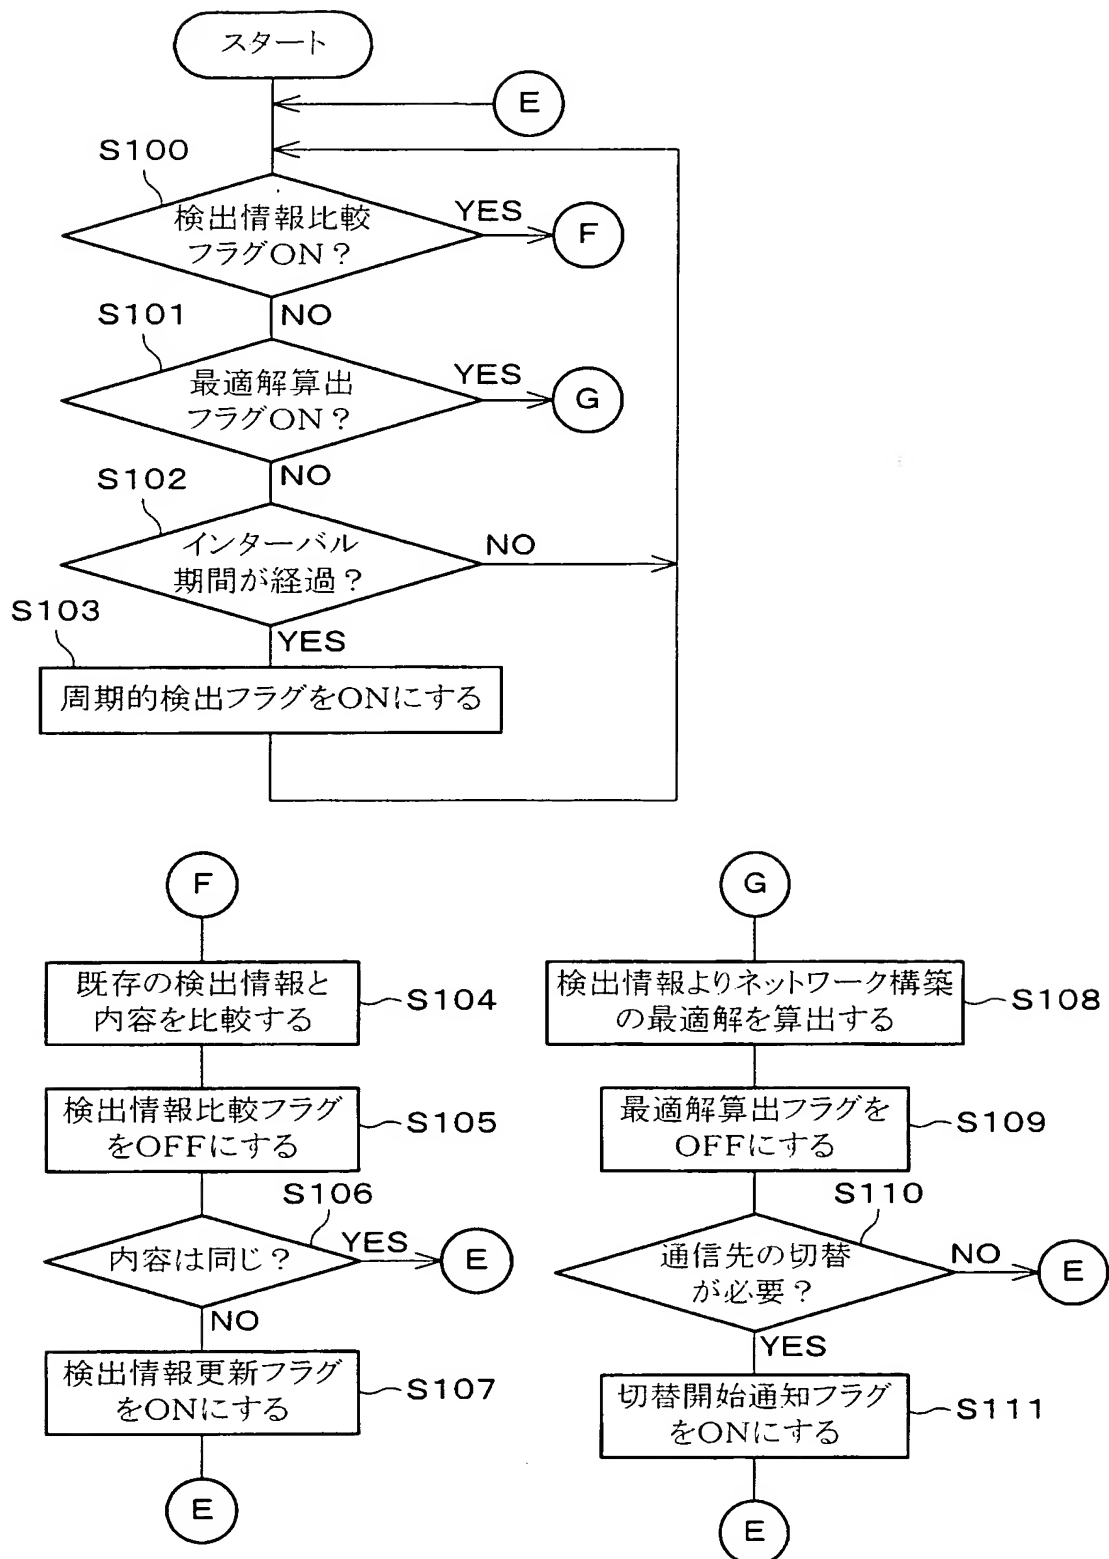 スタート
E
S100
検出情報比較
フラグON?
YES
F
NO
S101
最適解算出
フラグON?
YES
G
NO
S102
インターバル
期間が経過?
NO
YES
S103
周期的検出フラグをONにする
F
既存の検出情報と
内容を比較する
S104
検出情報比較フラグ
をOFFにする
S105
S106
内容は同じ?
YES
E
NO
検出情報更新フラグ
をONにする
S107
E
G
検出情報よりネットワーク構築
の最適解を算出する
S108
最適解算出フラグを
OFFにする
S109
S110
通信先の切替
が必要?
NO
E
YES
切替開始通知フラグ
をONにする
S111
E